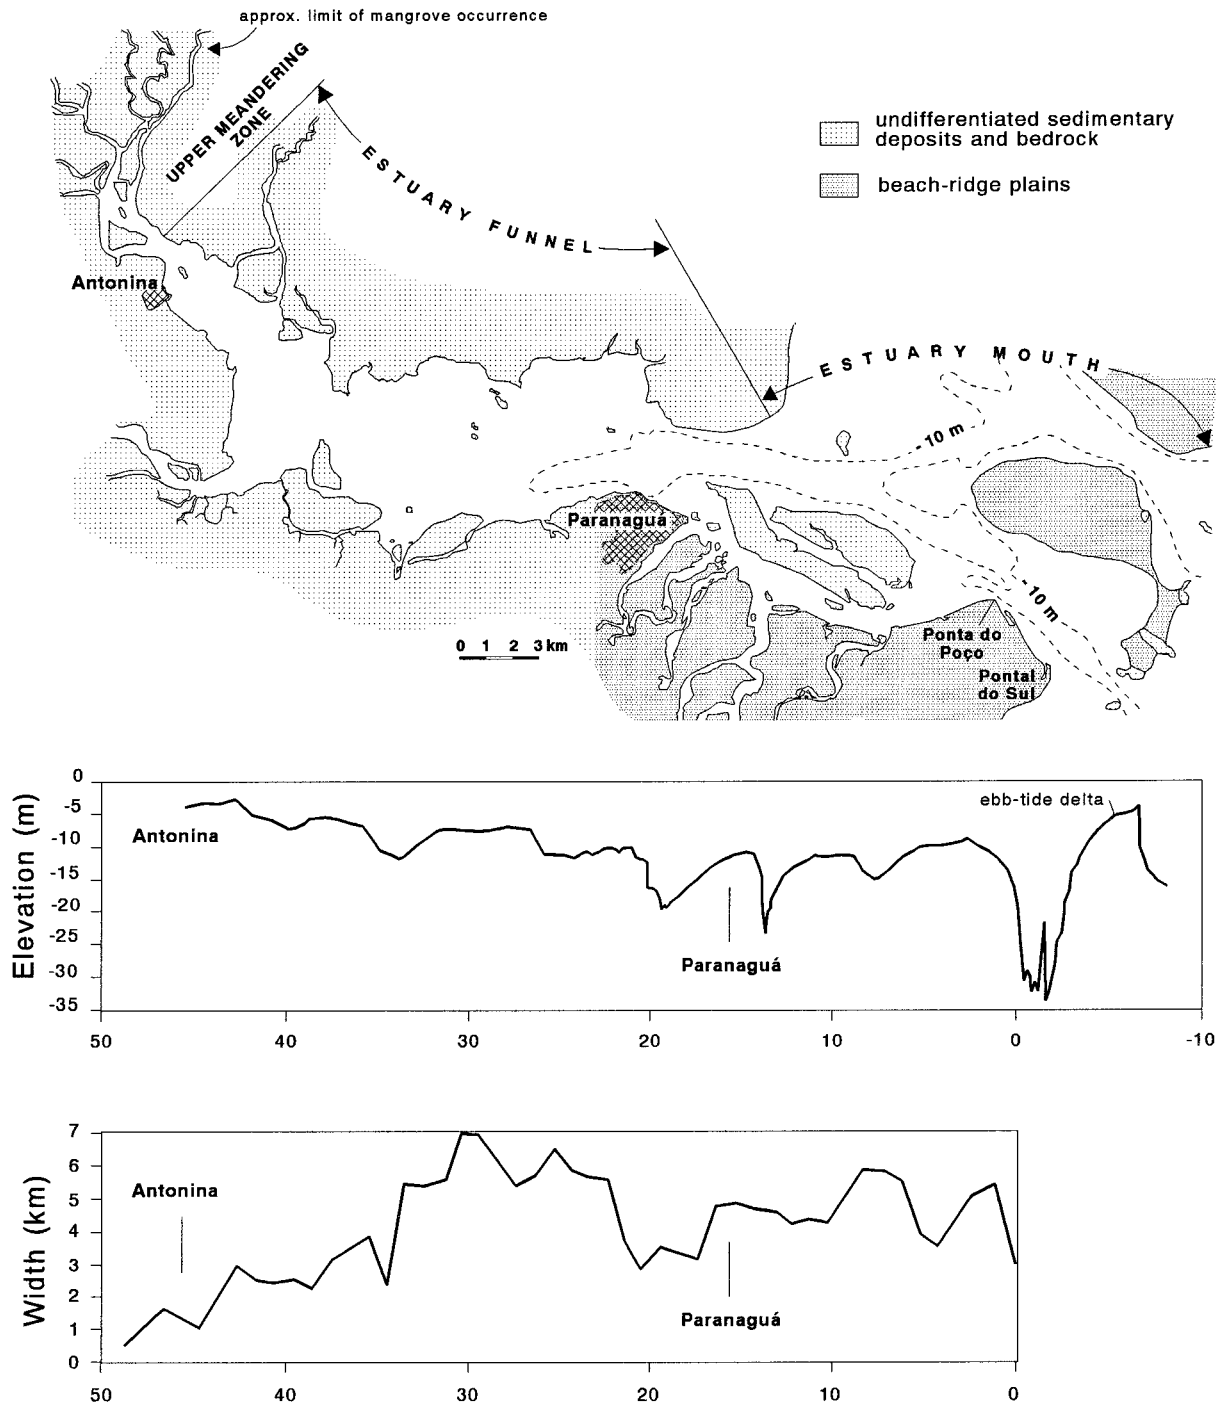 approx. limit of mangrove occurrence
UPPER MEANDERING
ZONE
ESTUARY FUNNEL
undifferentiated sedimentary
deposits and bedrock
beach-ridge plains
Antonina
ESTUARY MOUTH
-10 m
Paranaguá
-10 m
0 1 2 3 km
Ponta do
Poço
Pontal
do Sul
Elevation (m)
0
-5
-10
-15
-20
-25
-30
-35
Antonina
ebb-tide delta
Paranaguá
50 40 30 20 10 0 -10
Width (km)
7
6
5
4
3
2
1
0
Antonina
Paranaguá
50 40 30 20 10 0